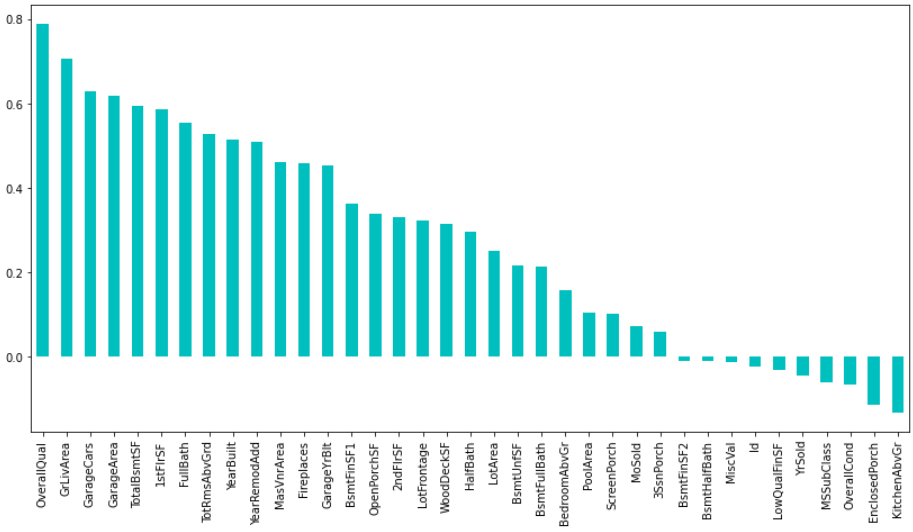 0.8
0.6
0.4
0.2
0.0
OverallQual
GrLivArea
GarageCars
GarageArea
TotalBsmtSF
1stFlrSF
FullBath
TotRmsAbvGrd
YearBuilt
YearRemodAdd
MasVnrArea
Fireplaces
GarageYrBlt
BsmtFinSF1
OpenPorchSF
2ndFlrSF
LotFrontage
WoodDeckSF
HalfBath
LotArea
BsmtUnfSF
BsmtFullBath
BedroomAbvGr
PoolArea
ScreenPorch
MoSold
3SsnPorch
BsmtFinSF2
BsmtHalfBath
MiscVal
Id
LowQualFinSF
YrSold
MSSubClass
OverallCond
EnclosedPorch
KitchenAbvGr